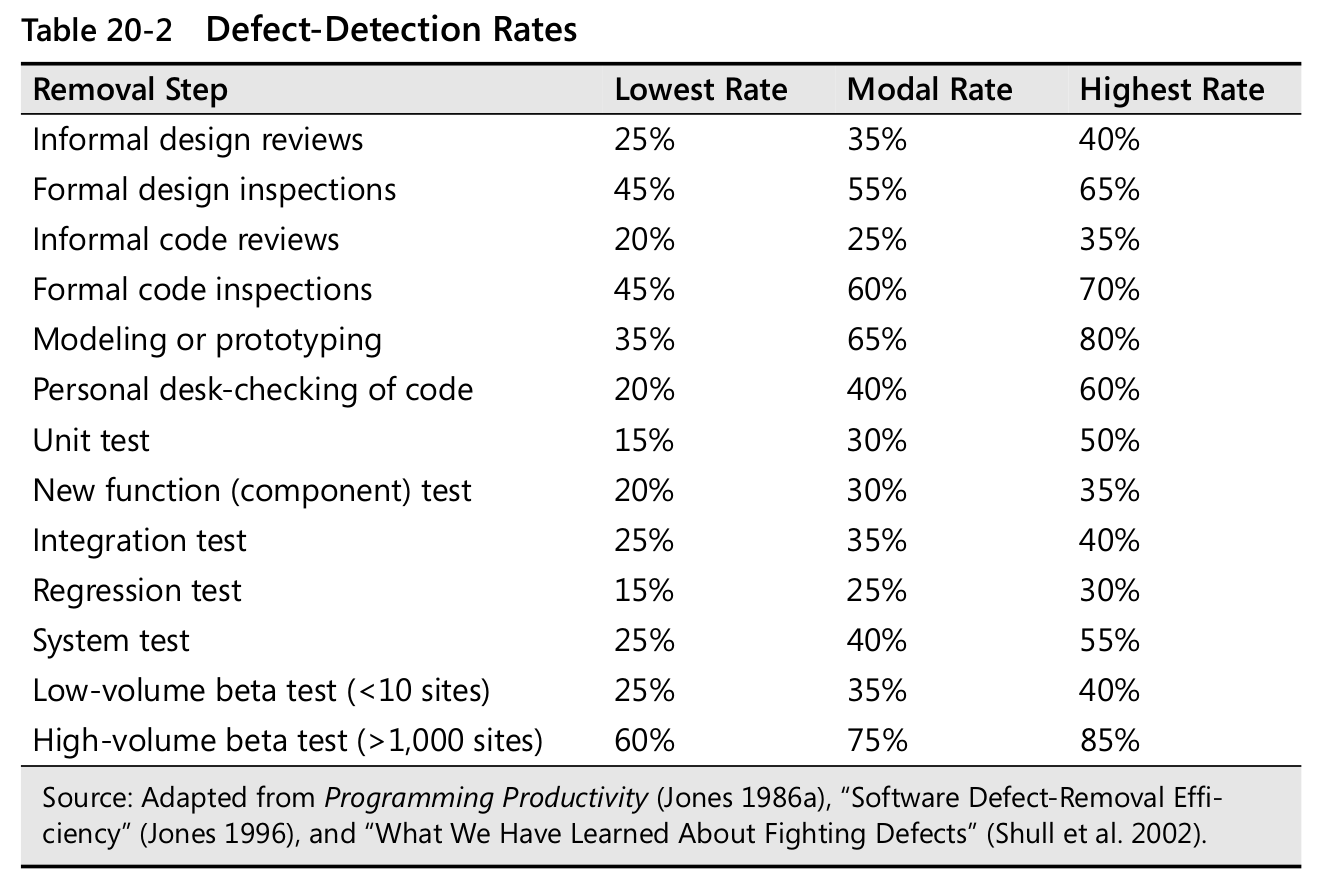 Table 20-2 Defect-Detection Rates
Removal Step Lowest Rate Modal Rate Highest Rate
Informal design reviews 25% 35% 40%
Formal design inspections 45% 55% 65%
Informal code reviews 20% 25% 35%
Formal code inspections 45% 60% 70%
Modeling or prototyping 35% 65% 80%
Personal desk-checking of code 20% 40% 60%
Unit test 15% 30% 50%
New function (component) test 20% 30% 35%
Integration test 25% 35% 40%
Regression test 15% 25% 30%
System test 25% 40% 55%
Low-volume beta test (<10 sites) 25% 35% 40%
High-volume beta test (>1,000 sites) 60% 75% 85%
Source: Adapted from Programming Productivity (Jones 1986a), “Software Defect-Removal Effi-
ciency” (Jones 1996), and “What We Have Learned About Fighting Defects” (Shull et al. 2002).